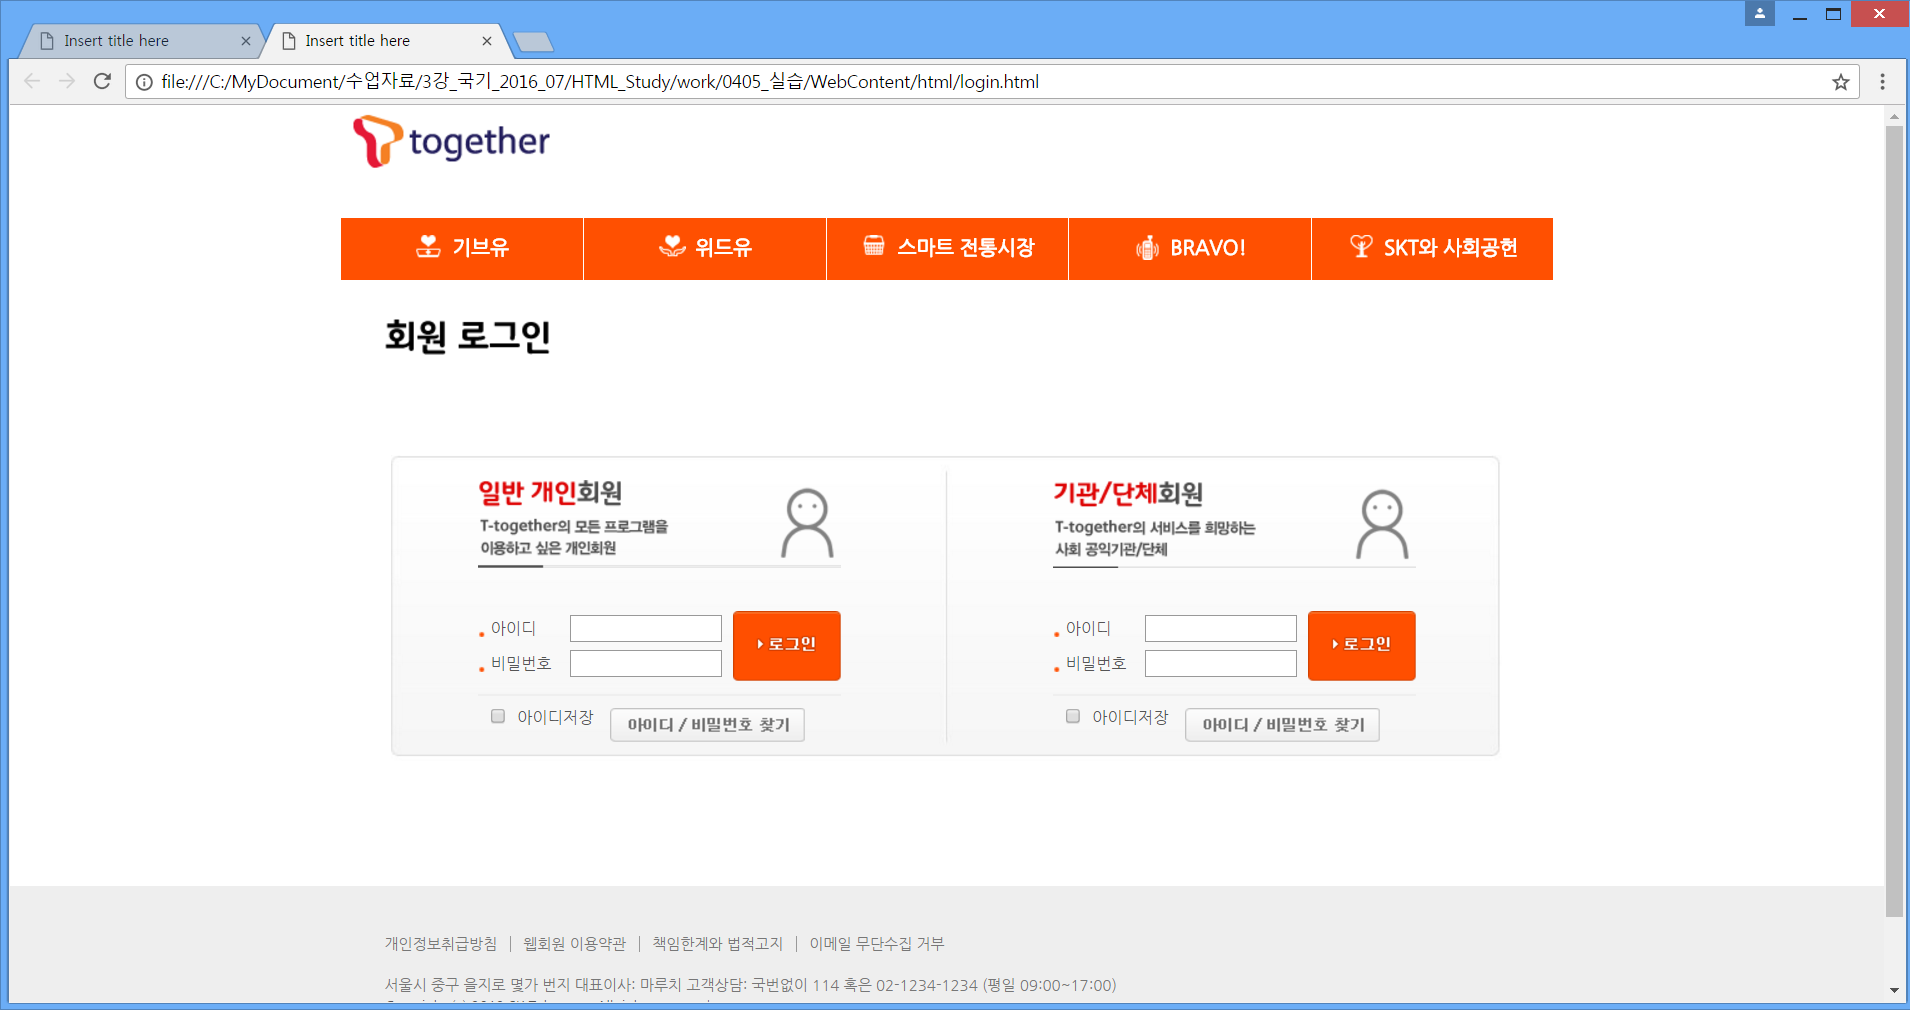 Insert title here
Insert title here
file:///C:/MyDocument/수업자료/3강_국기_2016_07/HTML_Study/work/0405_실습/WebContent/html/login.html
together
기브유
위드유
스마트 전통시장
BRAVO!
SKT와 사회공헌
회원 로그인
일반 개인회원
T-together의 모든 프로그램을
이용하고 싶은 개인회원
아이디
비밀번호
로그인
아이디저장
아이디 / 비밀번호 찾기
기관/단체회원
T-together의 서비스를 희망하는
사회 공익기관/단체
아이디
비밀번호
로그인
아이디저장
아이디 / 비밀번호 찾기
개인정보취급방침 | 웹회원 이용약관 | 책임한계와 법적고지 | 이메일 무단수집 거부
서울시 중구 을지로 몇가 번지 대표이사: 마루치 고객상담: 국번없이 114 혹은 02-1234-1234 (평일 09:00~17:00)